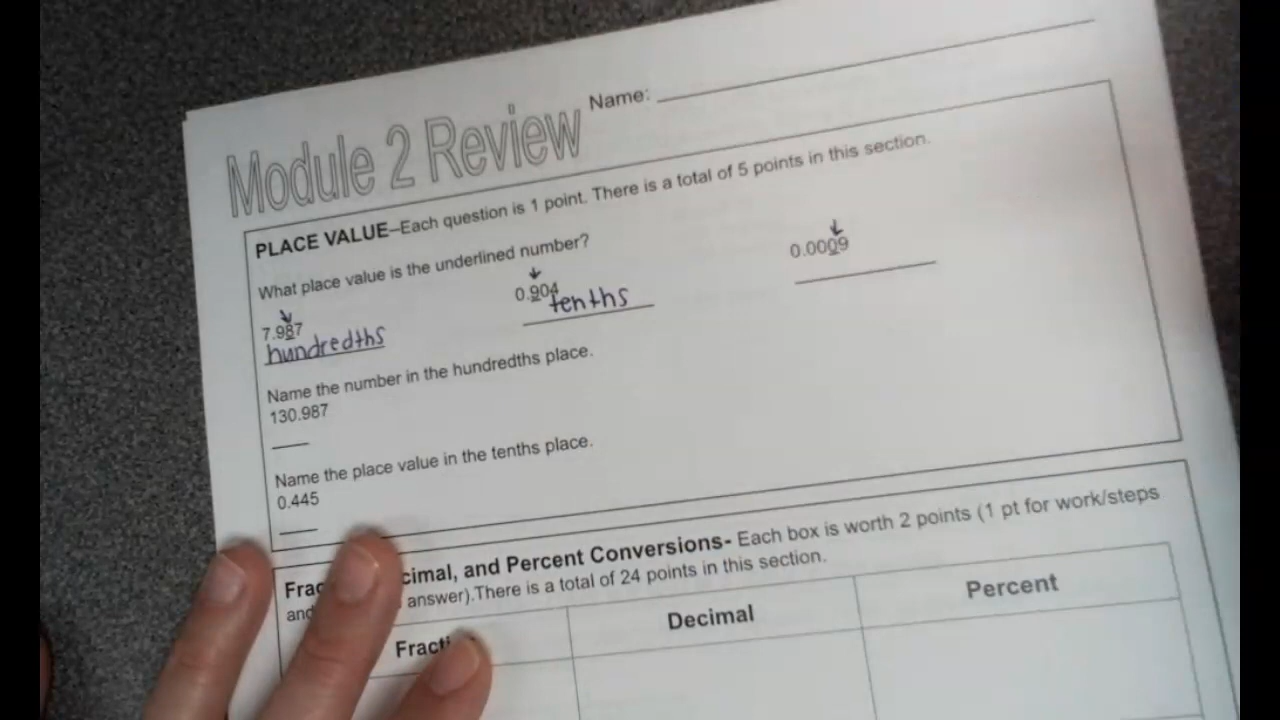 Name:
Module 2 Review
PLACE VALUE–Each question is 1 point. There is a total of 5 points in this section.
What place value is the underlined number?
7.987 0.904 0.0009
hundredths tenths
Name the number in the hundredths place.
130.987
Name the place value in the tenths place.
0.445
cimal, and Percent Conversions- Each box is worth 2 points (1 pt for work/steps
answer).There is a total of 24 points in this section.
Decimal Percent